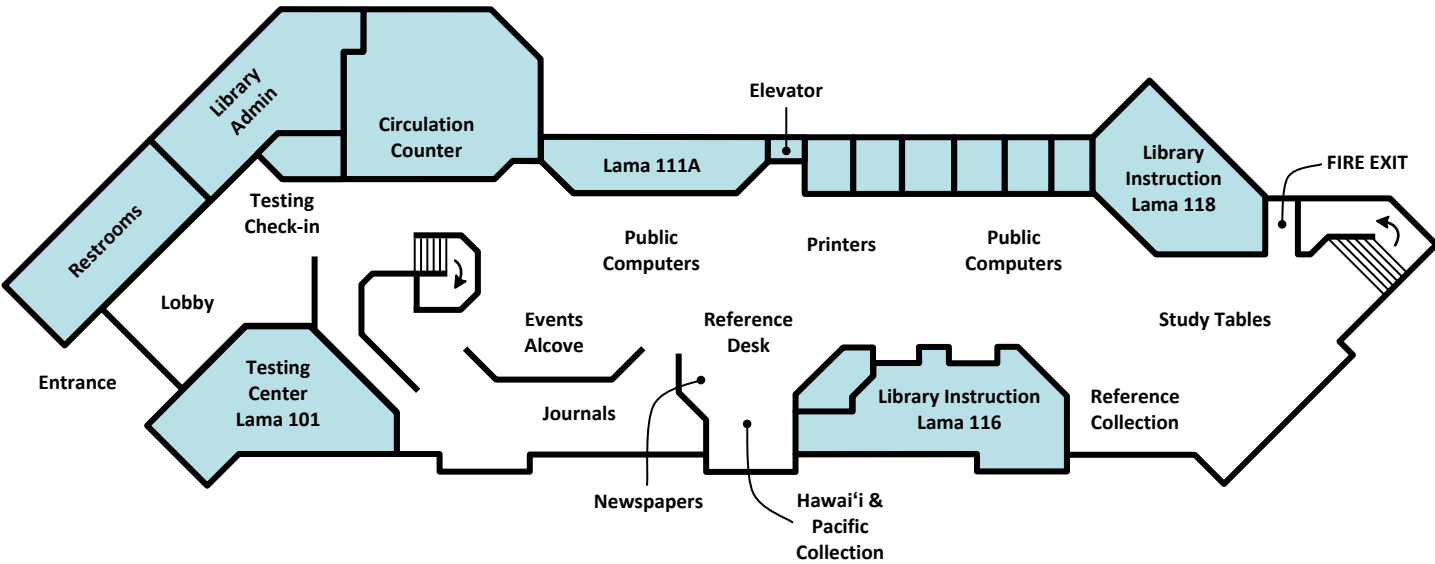 Library
Admin
Circulation
Counter
Elevator
Lama 111A
Library
Instruction
Lama 118
FIRE EXIT
Restrooms
Testing
Check-in
Public
Computers
Printers
Public
Computers
Lobby
Events
Alcove
Reference
Desk
Study Tables
Entrance
Testing
Center
Lama 101
Journals
Library Instruction
Lama 116
Reference
Collection
Newspapers
Hawaiʻi &
Pacific
Collection